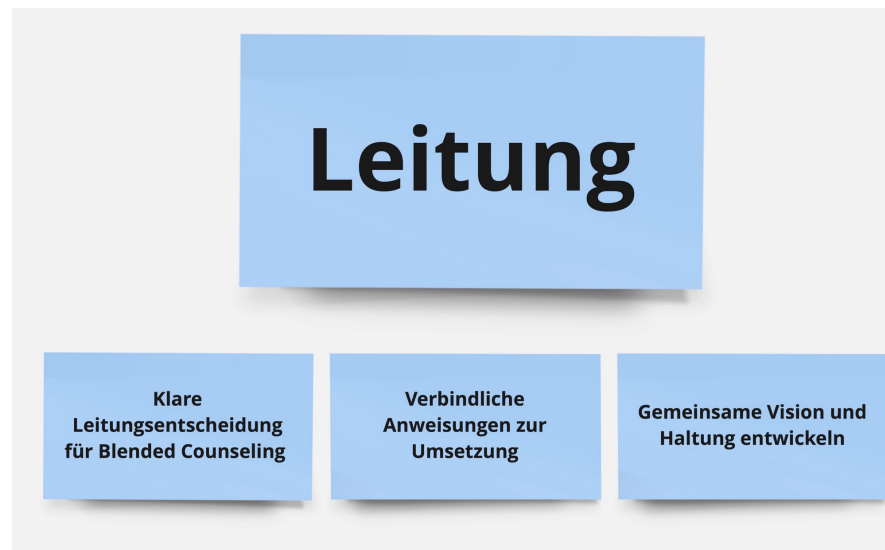 Leitung
Klare
Leitungsentscheidung
für Blended Counseling
Verbindliche
Anweisungen zur
Umsetzung
Gemeinsame Vision und
Haltung entwickeln